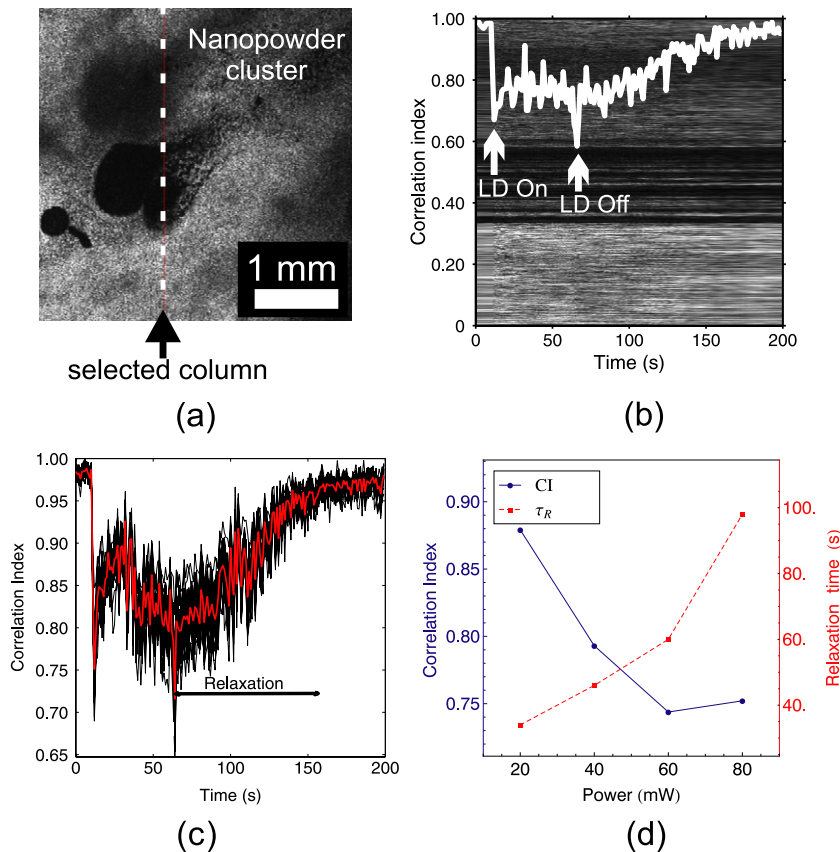 Nanopowder
cluster
1 mm
selected column
(a)
Correlation index
1.00
0.80
0.60
0.40
0.20
0
LD On
LD Off
0 50 100 150 200
Time (s)
(b)
Correlation Index
1.00
0.95
0.90
0.85
0.80
0.75
0.70
0.65
Relaxation
0 50 100 150 200
Time (s)
(c)
CI
τR
Correlation Index
0.90
0.85
0.80
0.75
100.
80.
60.
40.
Relaxation time (s)
20 40 60 80
Power (mW)
(d)